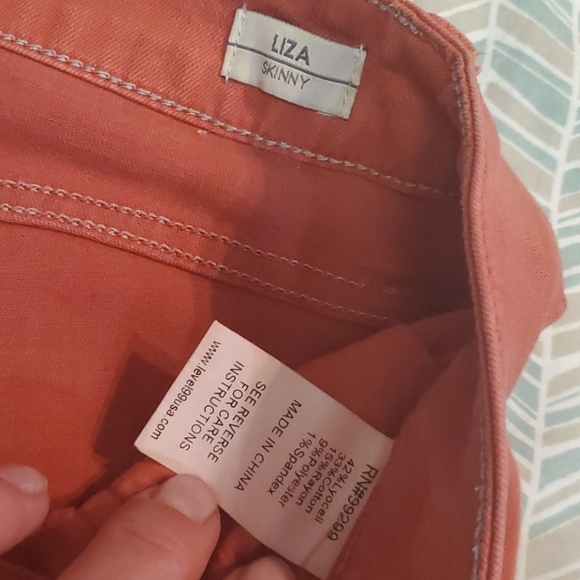 LIZA
SKINNY
RN#99299
42%Lyocell
33%Cotton
15%Rayon
9%Polyester
1%Spandex
MADE IN CHINA
SEE REVERSE
FOR CARE
INSTRUCTIONS
www.level99usa.com